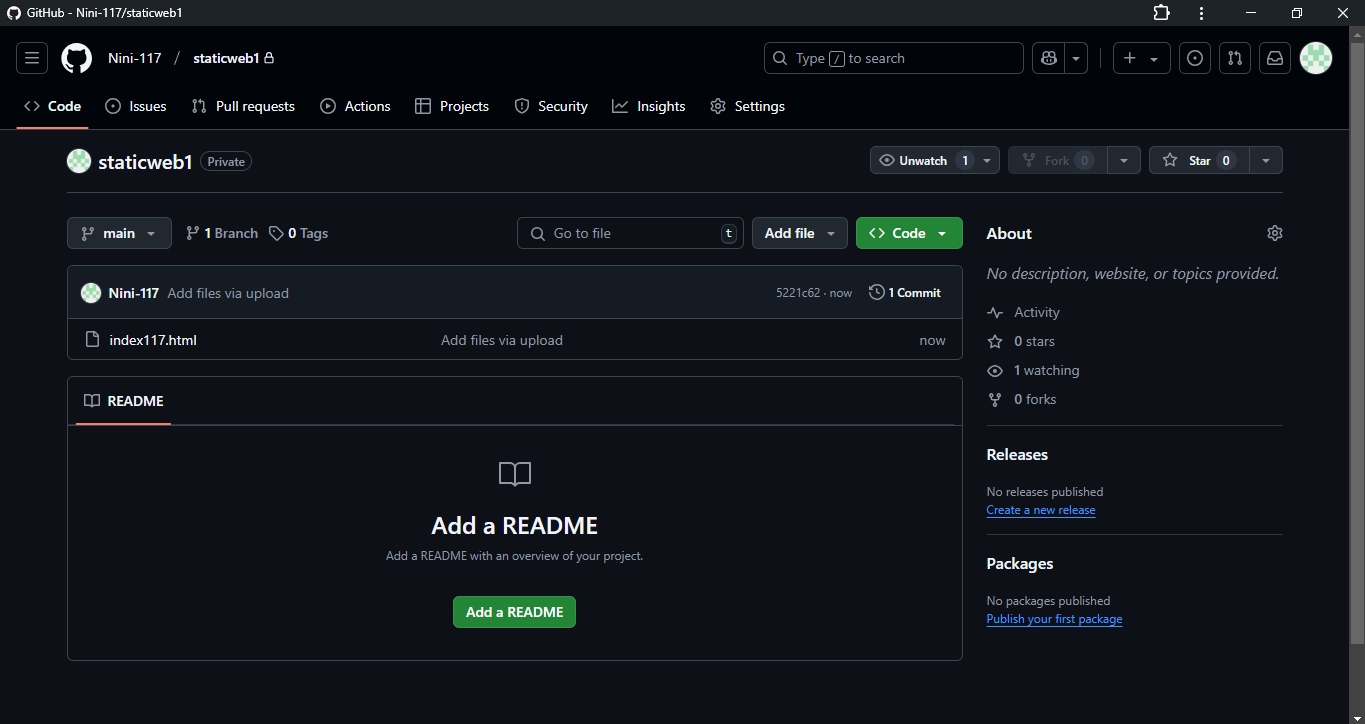 GitHub - Nini-117/staticweb1
Nini-117 / staticweb1
Type / to search
Code Issues Pull requests Actions Projects Security Insights Settings
staticweb1 Private
Unwatch 1 Fork 0 Star 0
main 1 Branch 0 Tags
Go to file t Add file Code
Nini-117 Add files via upload 5221c62 · now 1 Commit
index117.html Add files via upload now
README
Add a README
Add a README with an overview of your project.
Add a README
About
No description, website, or topics provided.
Activity
0 stars
1 watching
0 forks
Releases
No releases published
Create a new release
Packages
No packages published
Publish your first package